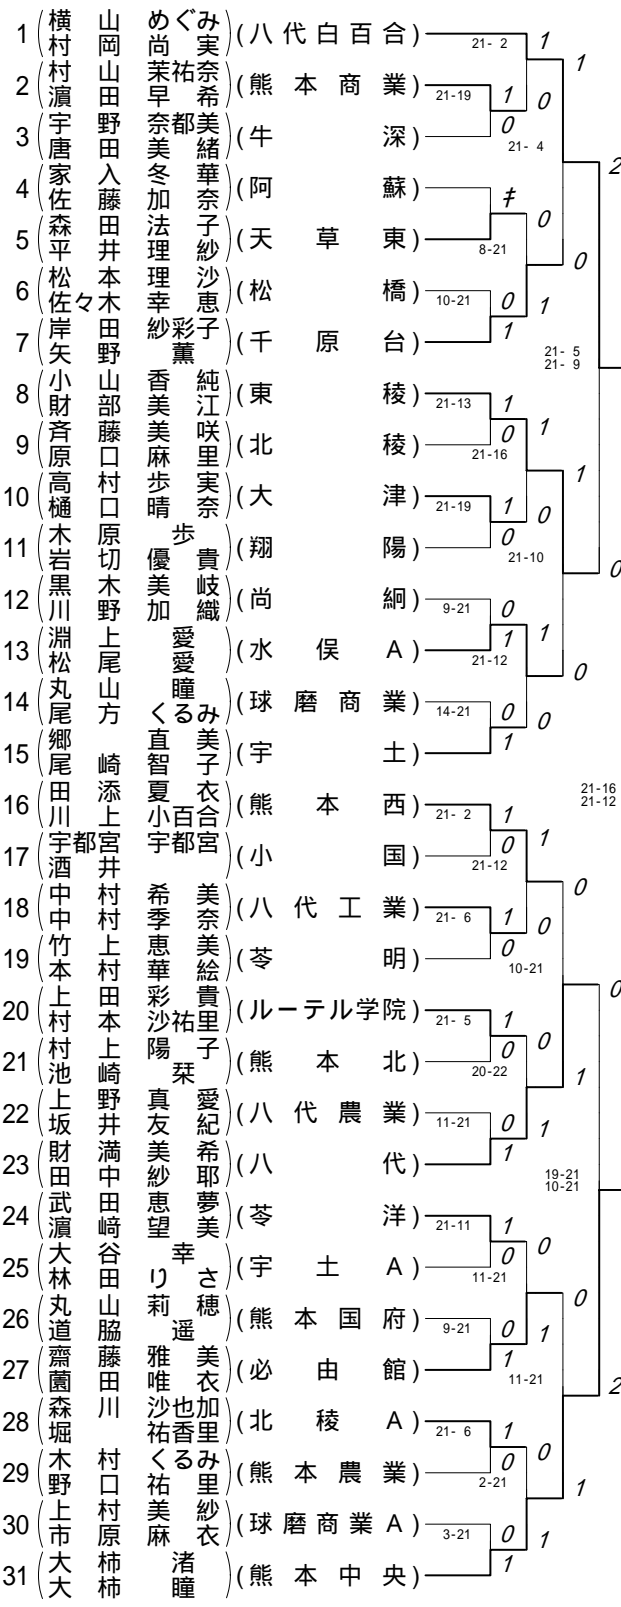 1 (横山 めぐみ
村岡 尚実) (八代白百合)
2 (村山 茉祐奈
濵田 早希) (熊本商業)
3 (宇野 奈都美
唐田 美緒) (牛深)
4 (家入 冬華
佐藤 加奈) (阿蘇)
5 (森田 法子
平井 理紗) (天草東)
6 (松本 理沙
佐々木 幸恵) (松橋)
7 (岸田 紗彩子
矢野 薫) (千原台)
8 (小山 香純
財部 美江) (東稜)
9 (斉藤 美咲
原口 麻里) (北稜)
10 (高村 歩実
樋口 晴奈) (大津)
11 (木原 歩
岩切 優貴) (翔陽)
12 (黒木 美岐
川野 加織) (尚絅)
13 (淵上 愛
松尾 愛) (水俣A)
14 (丸山 瞳
尾方 くるみ) (球磨商業)
15 (郷 直美
尾崎 智子) (宇土)
16 (田添 夏衣
川上 小百合) (熊本西)
17 (宇都宮 宇都宮
酒井) (小国)
18 (中村 希美
中村 季奈) (八代工業)
19 (竹上 恵美
本村 華絵) (苓明)
20 (上田 彩貴
村本 沙祐里) (ルーテル学院)
21 (村上 陽子
池崎 栞) (熊本北)
22 (上野 真愛
坂井 友紀) (八代農業)
23 (財満 美希
田中 紗耶) (八代)
24 (武田 恵夢
濵﨑 望美) (苓洋)
25 (大谷 幸
林田 りさ) (宇土A)
26 (丸山 莉穂
道脇 遥) (熊本国府)
27 (齋藤 雅美
薗田 唯衣) (必由館)
28 (森川 沙也加
堀 祐香里) (北稜A)
29 (木村 くるみ
野口 祐里) (熊本農業)
30 (上村 美紗
市原 麻衣) (球磨商業A)
31 (大柿 渚
大柿 瞳) (熊本中央)
21-2 1
1
21-19 1 0
0
21-4
2
キ
0
8-21
0
10-21 0 1
1
21-5
21-9
21-13 1
0 1
21-16
1
21-19 1 0
0
21-10
0
9-21 0
1 1
21-12
0
14-21 0 0
1
21-16
21-12
21-2 1
0 1
21-12
0
21-6 1 0
0
10-21
0
21-5 1
0 0
20-22
1
11-21 0 1
1
19-21
10-21
21-11 1
0 0
11-21
0
9-21 0 1
1
11-21
2
21-6 1
0 0
2-21
1
3-21 0 1
1